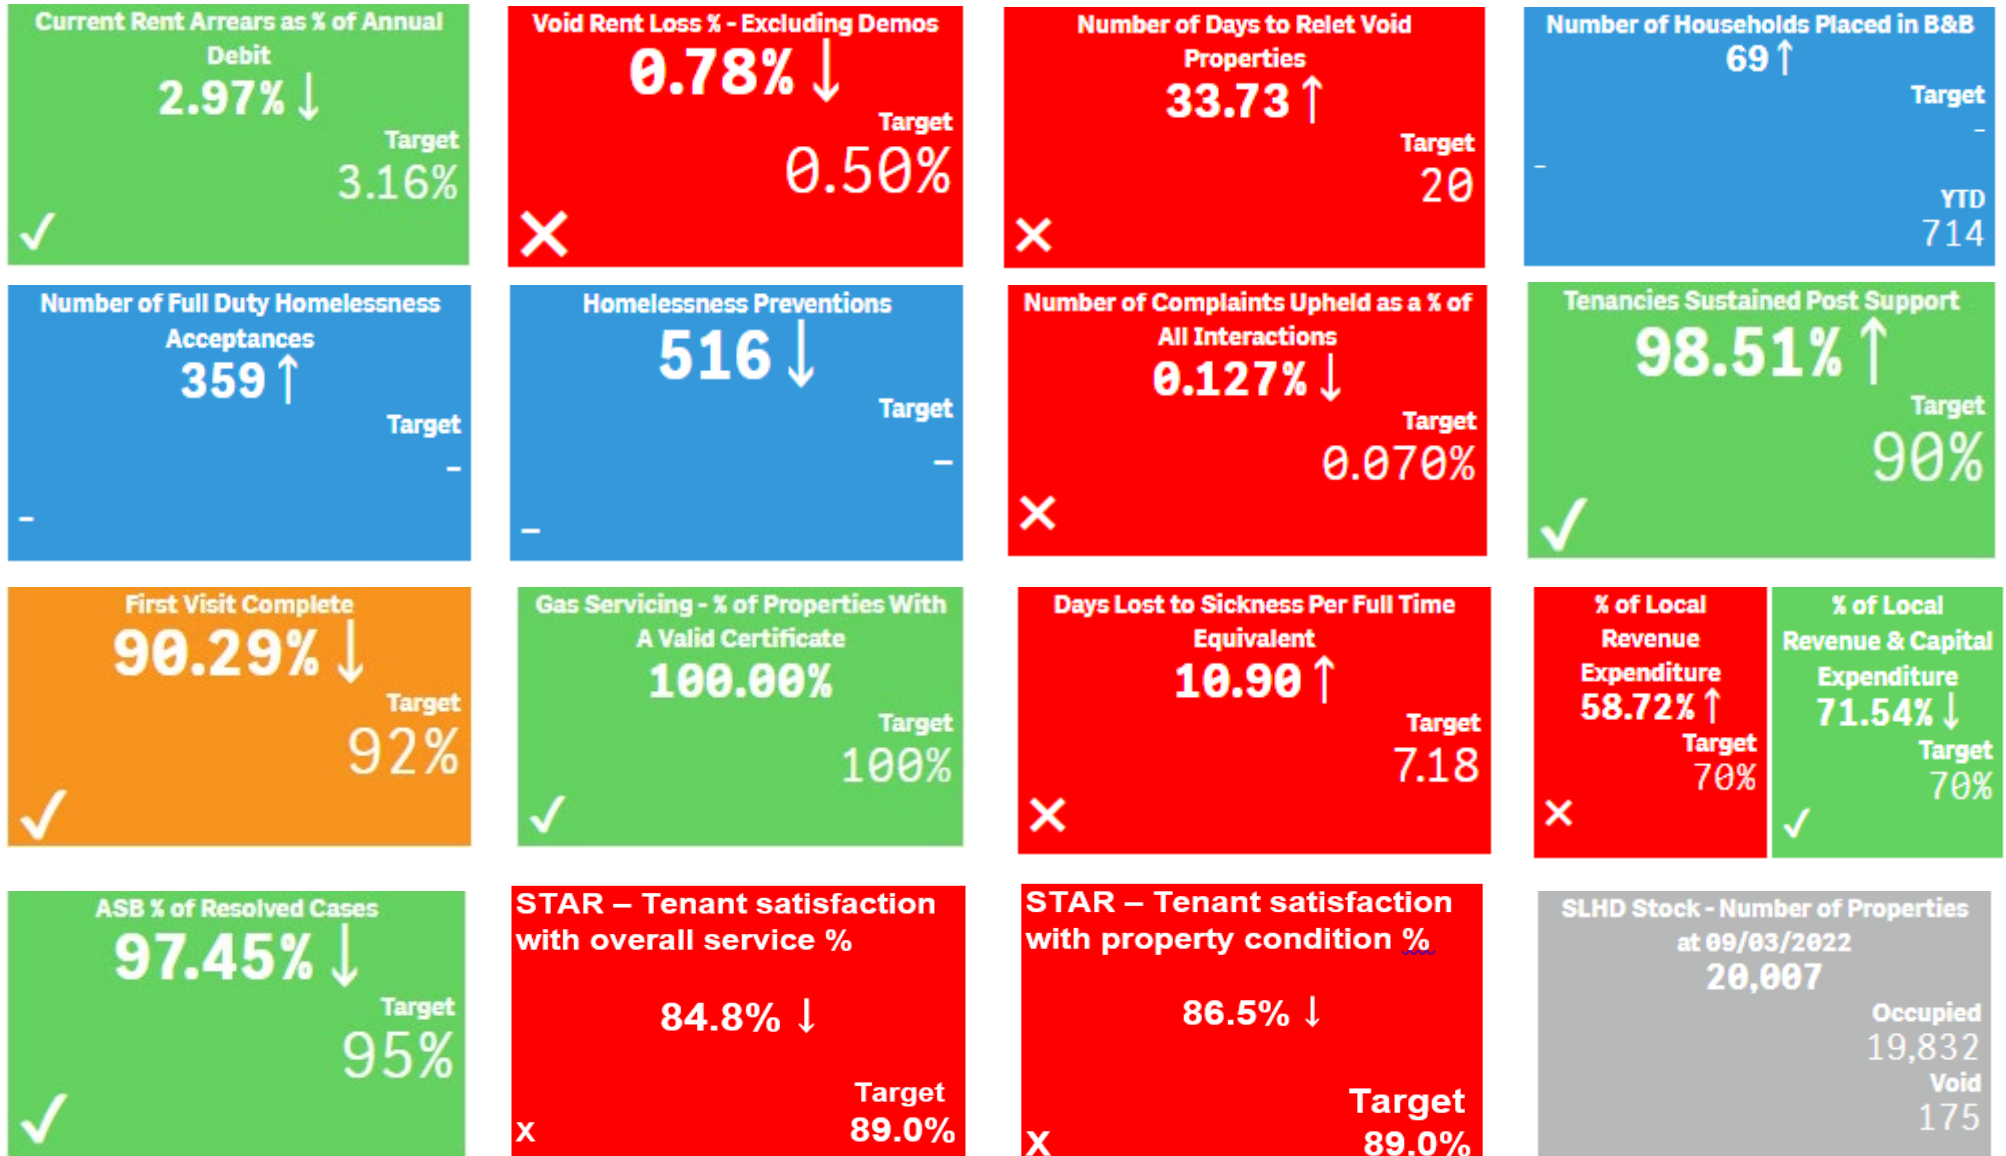 Current Rent Arrears as % of Annual
Debit
2.97% ↓
Target
3.16%
✓
Void Rent Loss % - Excluding Demos
0.78% ↓
Target
0.50%
✕
Number of Days to Relet Void
Properties
33.73 ↑
Target
20
✕
Number of Households Placed in B&B
69 ↑
Target
-
-
YTD
714
Number of Full Duty Homelessness
Acceptances
359 ↑
Target
-
-
Homelessness Preventions
516 ↓
Target
-
-
Number of Complaints Upheld as a % of
All Interactions
0.127% ↓
Target
0.070%
✕
Tenancies Sustained Post Support
98.51% ↑
Target
90%
✓
First Visit Complete
90.29% ↓
Target
92%
✓
Gas Servicing - % of Properties With
A Valid Certificate
100.00%
Target
100%
✓
Days Lost to Sickness Per Full Time
Equivalent
10.90 ↑
Target
7.18
✕
% of Local
Revenue
Expenditure
58.72% ↑
Target
70%
✕
% of Local
Revenue & Capital
Expenditure
71.54% ↓
Target
70%
✓
ASB % of Resolved Cases
97.45% ↓
Target
95%
✓
STAR – Tenant satisfaction
with overall service %
84.8% ↓
Target
89.0%
X
STAR – Tenant satisfaction
with property condition %
86.5% ↓
Target
89.0%
X
SLHD Stock - Number of Properties
at 09/03/2022
20,007
Occupied
19,832
Void
175